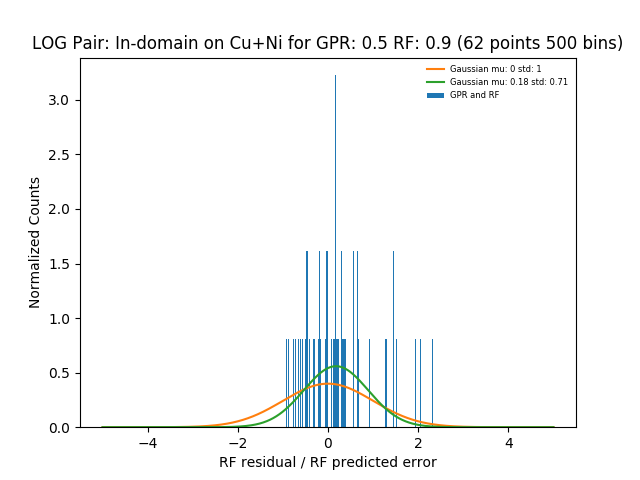 LOG Pair: In-domain on Cu+Ni for GPR: 0.5 RF: 0.9 (62 points 500 bins)
Gaussian mu: 0 std: 1
Gaussian mu: 0.18 std: 0.71
GPR and RF
Normalized Counts
3.0
2.5
2.0
1.5
1.0
0.5
0.0
−4
−2
0
2
4
RF residual / RF predicted error